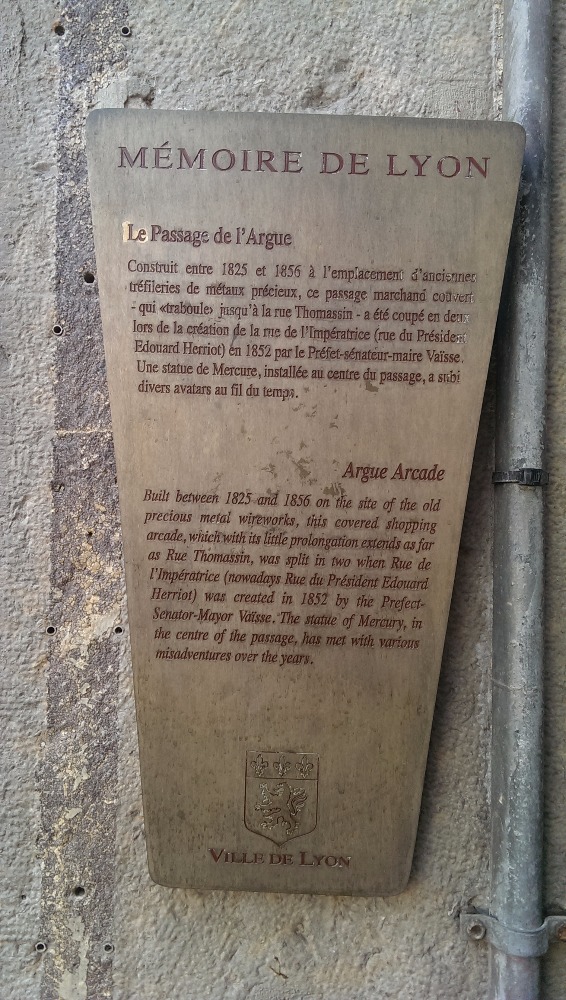 MÉMOIRE DE LYON
Le Passage de l'Argue
Construit entre 1825 et 1856 à l'emplacement d'anciennes
tréfileries de métaux précieux, ce passage marchand couvert
- qui «traboule» jusqu'à la rue Thomassin - a été coupé en deux
lors de la création de la rue de l'Impératrice (rue du Président
Edouard Herriot) en 1852 par le Préfet-sénateur-maire Vaïsse.
Une statue de Mercure, installée au centre du passage, a subi
divers avatars au fil du temps.
Argue Arcade
Built between 1825 and 1856 on the site of the old
precious metal wireworks, this covered shopping
arcade, which with its little prolongation extends as far
as Rue Thomassin, was split in two when Rue de
l'Impératrice (nowadays Rue du Président Edouard
Herriot) was created in 1852 by the Prefect-
Senator-Mayor Vaïsse. The statue of Mercury, in
the centre of the passage, has met with various
misadventures over the years.
VILLE DE LYON